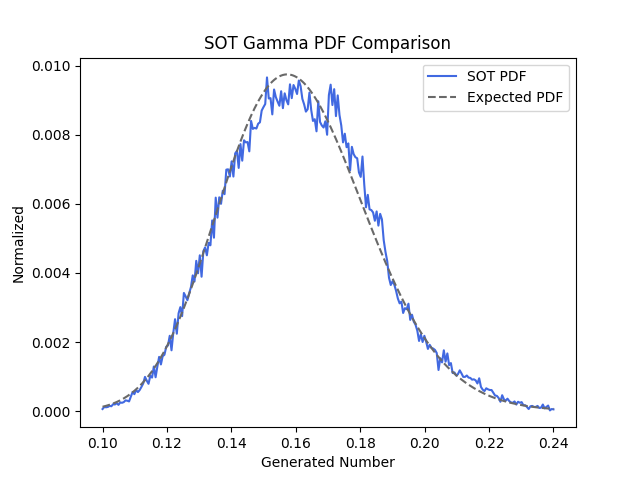 SOT Gamma PDF Comparison
SOT PDF
Expected PDF
0.010
0.008
0.006
0.004
0.002
0.000
Normalized
0.10 0.12 0.14 0.16 0.18 0.20 0.22 0.24
Generated Number